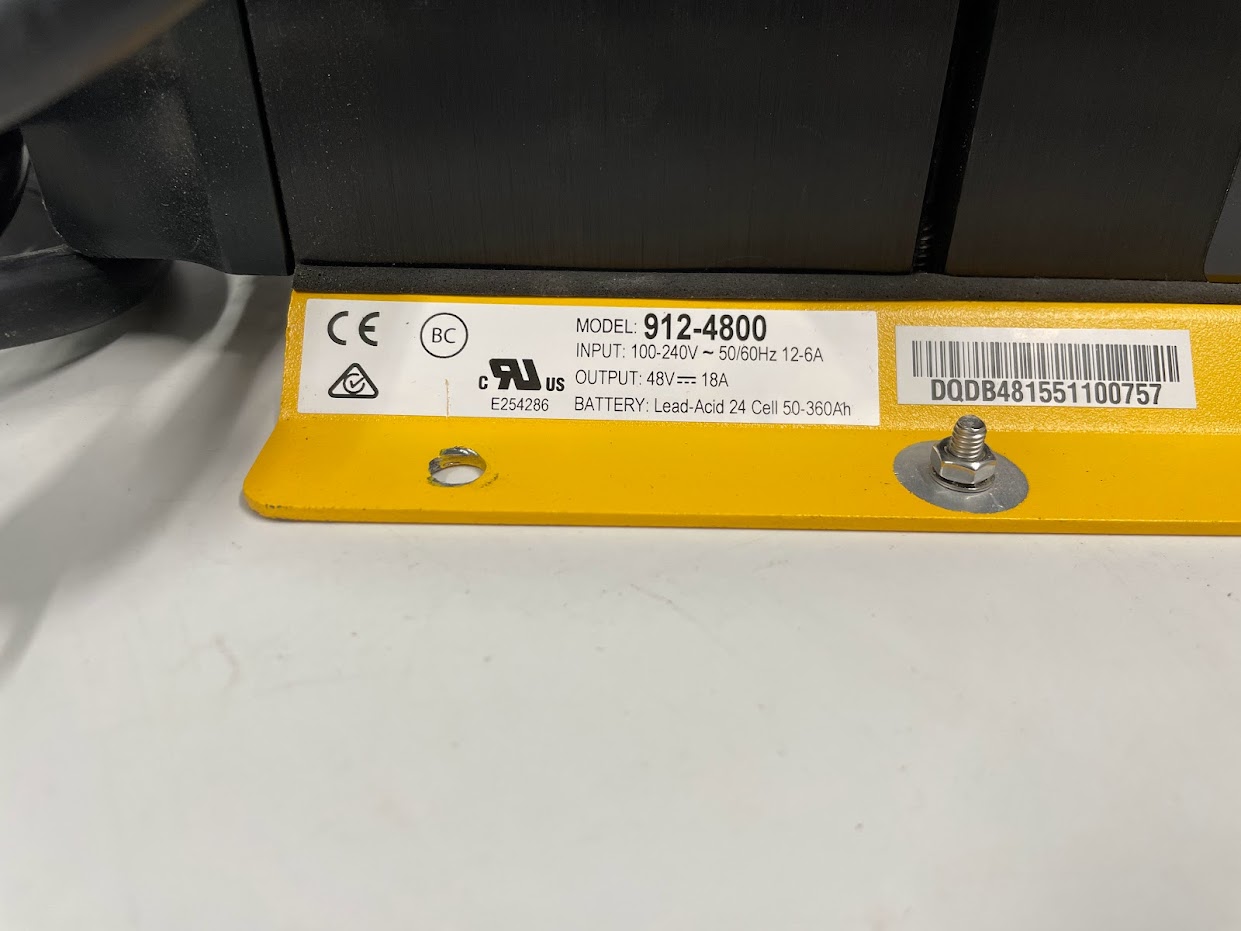 CE
BC
C RU US
E254286
MODEL: 912-4800
INPUT: 100-240V ~ 50/60Hz 12-6A
OUTPUT: 48V⎓ 18A
BATTERY: Lead-Acid 24 Cell 50-360Ah
DQDB481551100757